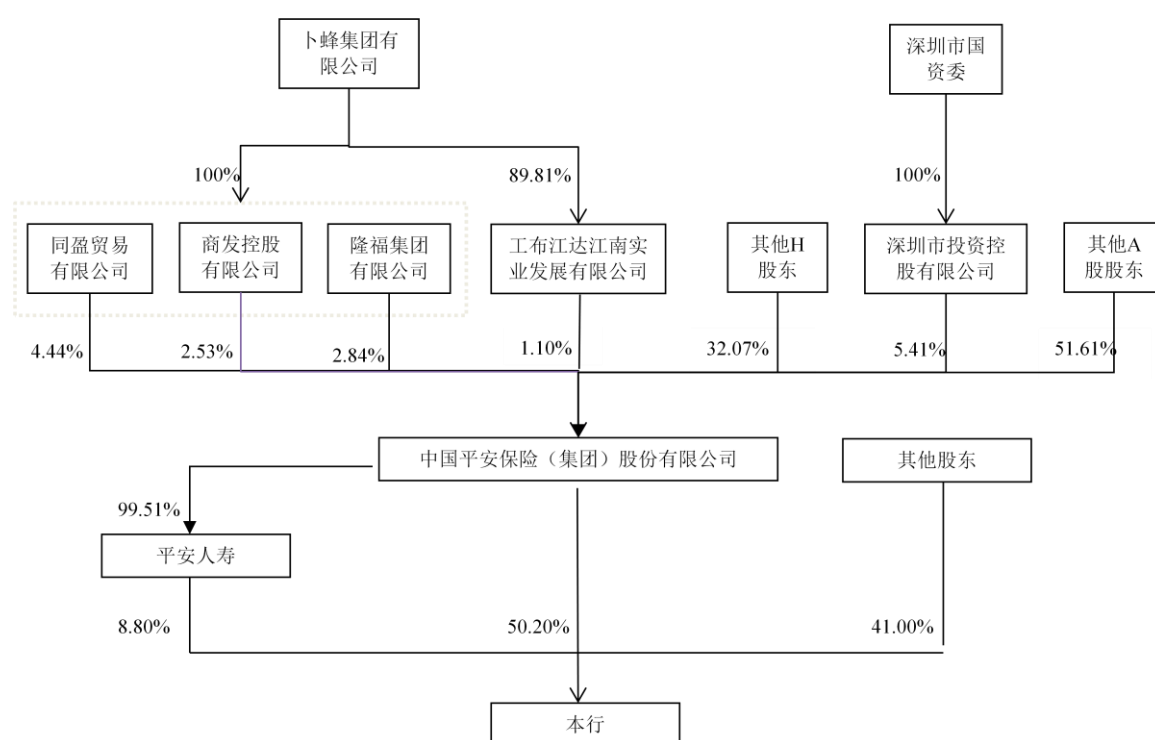 卜蜂集团有
限公司
深圳市国
资委
100%
89.81%
100%
同盈贸易
有限公司
商发控股
有限公司
隆福集团
有限公司
工布江达江南实
业发展有限公司
其他H
股东
深圳市投资控
股有限公司
其他A
股股东
4.44%
2.53%
2.84%
1.10%
32.07%
5.41%
51.61%
中国平安保险（集团）股份有限公司
其他股东
99.51%
平安人寿
8.80%
50.20%
41.00%
本行